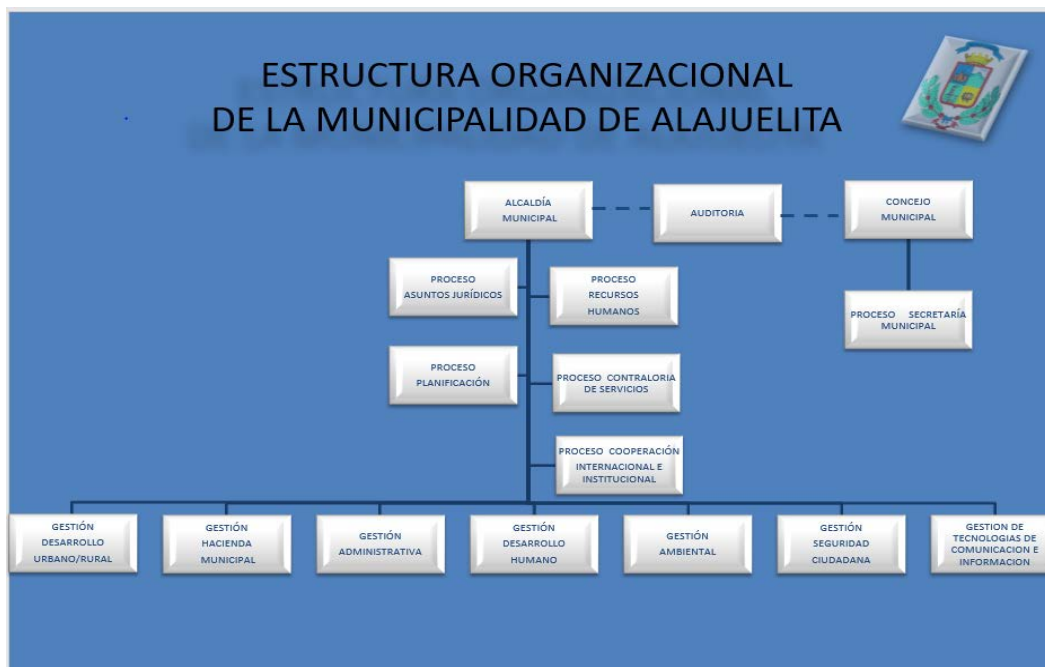 ESTRUCTURA ORGANIZACIONAL
DE LA MUNICIPALIDAD DE ALAJUELITA
ALCALDÍA
MUNICIPAL
AUDITORIA
CONCEJO
MUNICIPAL
PROCESO
ASUNTOS JURÍDICOS
PROCESO
RECURSOS
HUMANOS
PROCESO SECRETARÍA
MUNICIPAL
PROCESO
PLANIFICACIÓN
PROCESO CONTRALORIA
DE SERVICIOS
PROCESO COOPERACIÓN
INTERNACIONAL E
INSTITUCIONAL
GESTIÓN
DESARROLLO
URBANO/RURAL
GESTIÓN
HACIENDA
MUNICIPAL
GESTIÓN
ADMINISTRATIVA
GESTIÓN
DESARROLLO
HUMANO
GESTIÓN
AMBIENTAL
GESTIÓN
SEGURIDAD
CIUDADANA
GESTION DE
TECNOLOGIAS DE
COMUNICACION E
INFORMACION